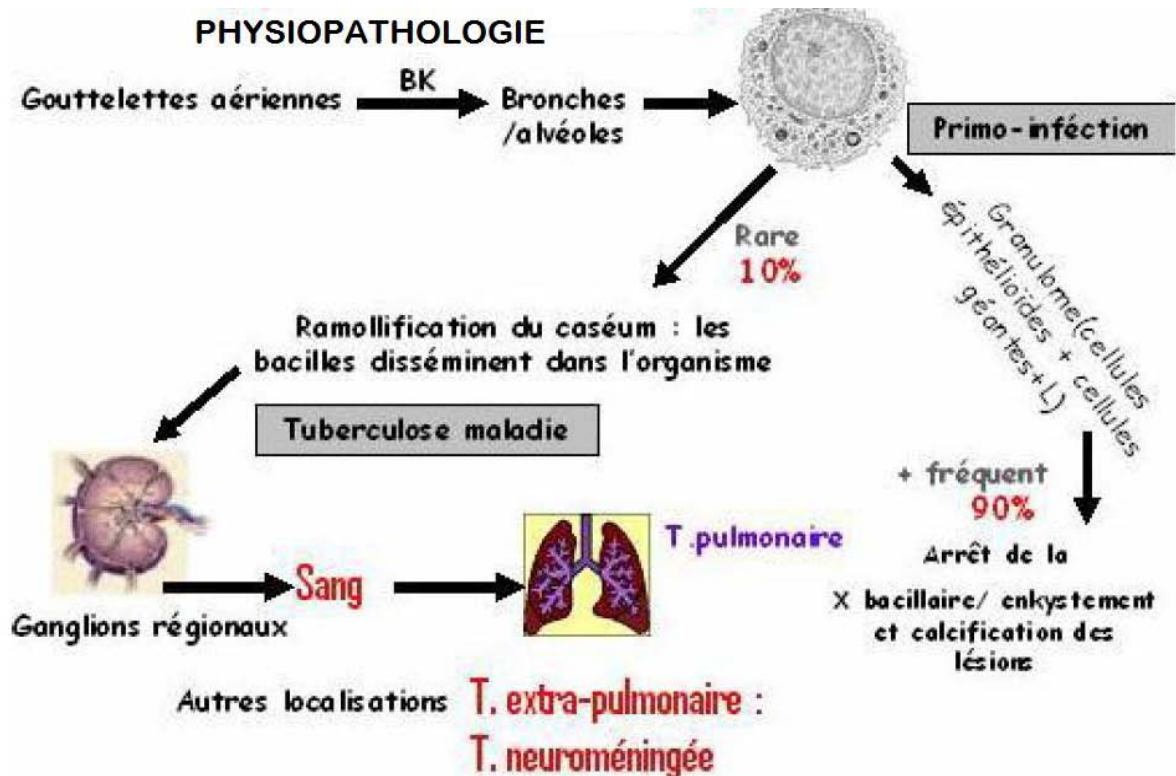 PHYSIOPATHOLOGIE
Gouttelettes aériennes
BK
Bronches
/alvéoles
Primo-inféction
Rare
10%
Granulome(cellules
épithélioïdes + cellules
géantes+L)
Ramollification du caséum : les
bacilles disséminent dans l'organisme
Tuberculose maladie
+ fréquent
90%
Arrêt de la
X bacillaire/ enkystement
et calcification des
lésions
Ganglions régionaux
Sang
T.pulmonaire
Autres localisations T. extra-pulmonaire :
T. neuroméningée